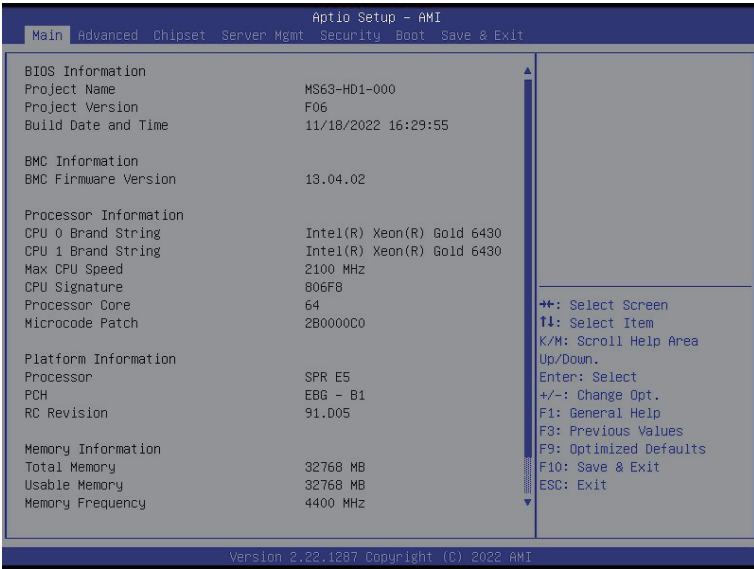 Aptio Setup – AMI
Main Advanced Chipset Server Mgmt Security Boot Save & Exit
BIOS Information
Project Name MS63-HD1-000
Project Version F06
Build Date and Time 11/18/2022 16:29:55
BMC Information
BMC Firmware Version 13.04.02
Processor Information
CPU 0 Brand String Intel(R) Xeon(R) Gold 6430
CPU 1 Brand String Intel(R) Xeon(R) Gold 6430
Max CPU Speed 2100 MHz
CPU Signature 806F8
Processor Core 64
Microcode Patch 2B0000C0
Platform Information
Processor SPR E5
PCH EBG - B1
RC Revision 91.D05
Memory Information
Total Memory 32768 MB
Usable Memory 32768 MB
Memory Frequency 4400 MHz
→←: Select Screen
↑↓: Select Item
K/M: Scroll Help Area
Up/Down.
Enter: Select
+/-: Change Opt.
F1: General Help
F3: Previous Values
F9: Optimized Defaults
F10: Save & Exit
ESC: Exit
Version 2.22.1287 Copyright (C) 2022 AMI